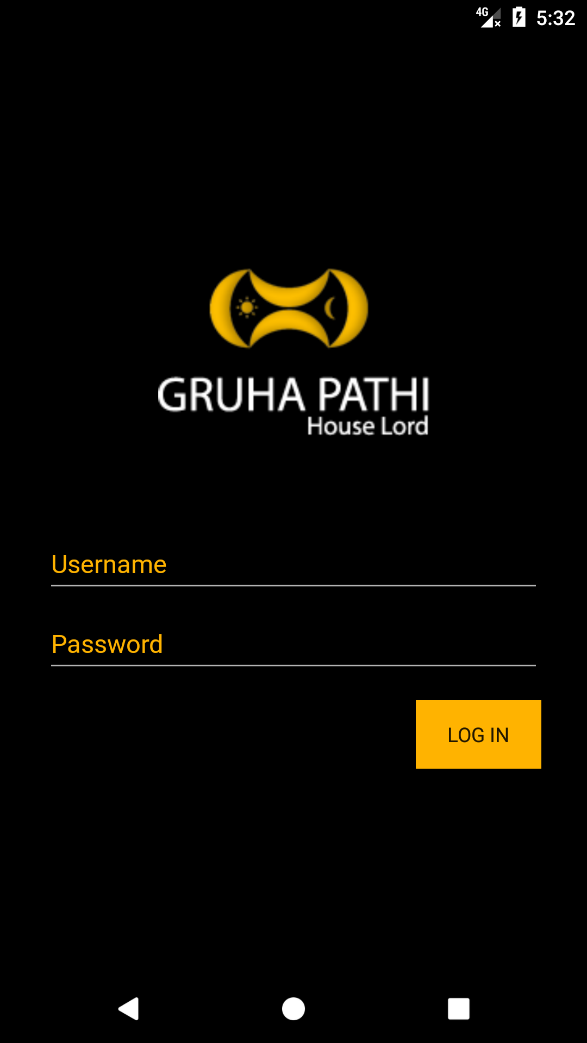 4G 5:32
GRUHA PATHI
House Lord
Username
Password
LOG IN